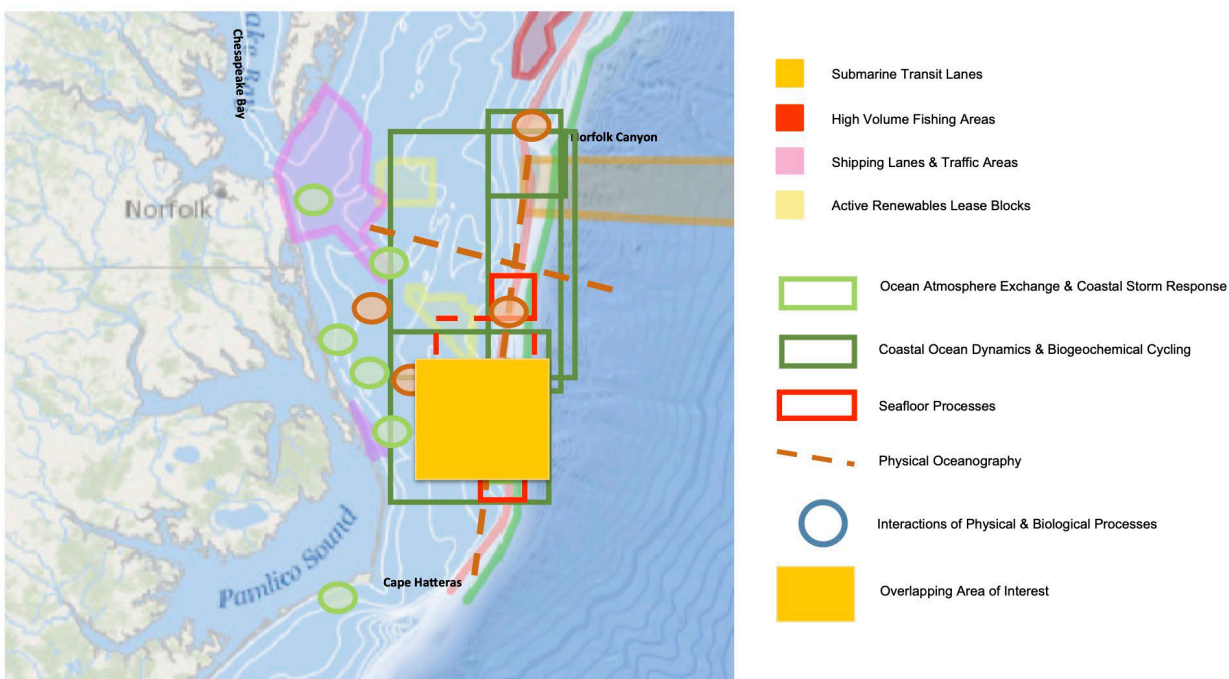 Chesapeake Bay
ake Bay
Norfolk Canyon
Norfolk
Pamlico Sound
Cape Hatteras
Submarine Transit Lanes
High Volume Fishing Areas
Shipping Lanes & Traffic Areas
Active Renewables Lease Blocks
Ocean Atmosphere Exchange & Coastal Storm Response
Coastal Ocean Dynamics & Biogeochemical Cycling
Seafloor Processes
Physical Oceanography
Interactions of Physical & Biological Processes
Overlapping Area of Interest